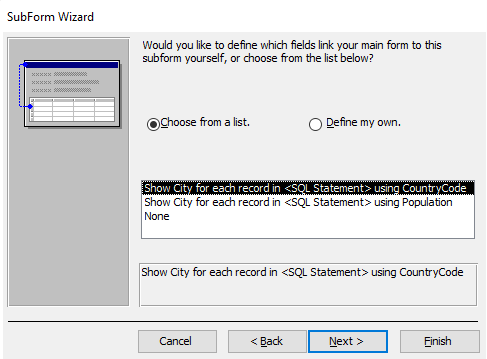 SubForm Wizard
Would you like to define which fields link your main form to this
subform yourself, or choose from the list below?
Choose from a list.
Define my own.
Show City for each record in <SQL Statement> using CountryCode
Show City for each record in <SQL Statement> using Population
None
Show City for each record in <SQL Statement> using CountryCode
Cancel
< Back
Next >
Finish